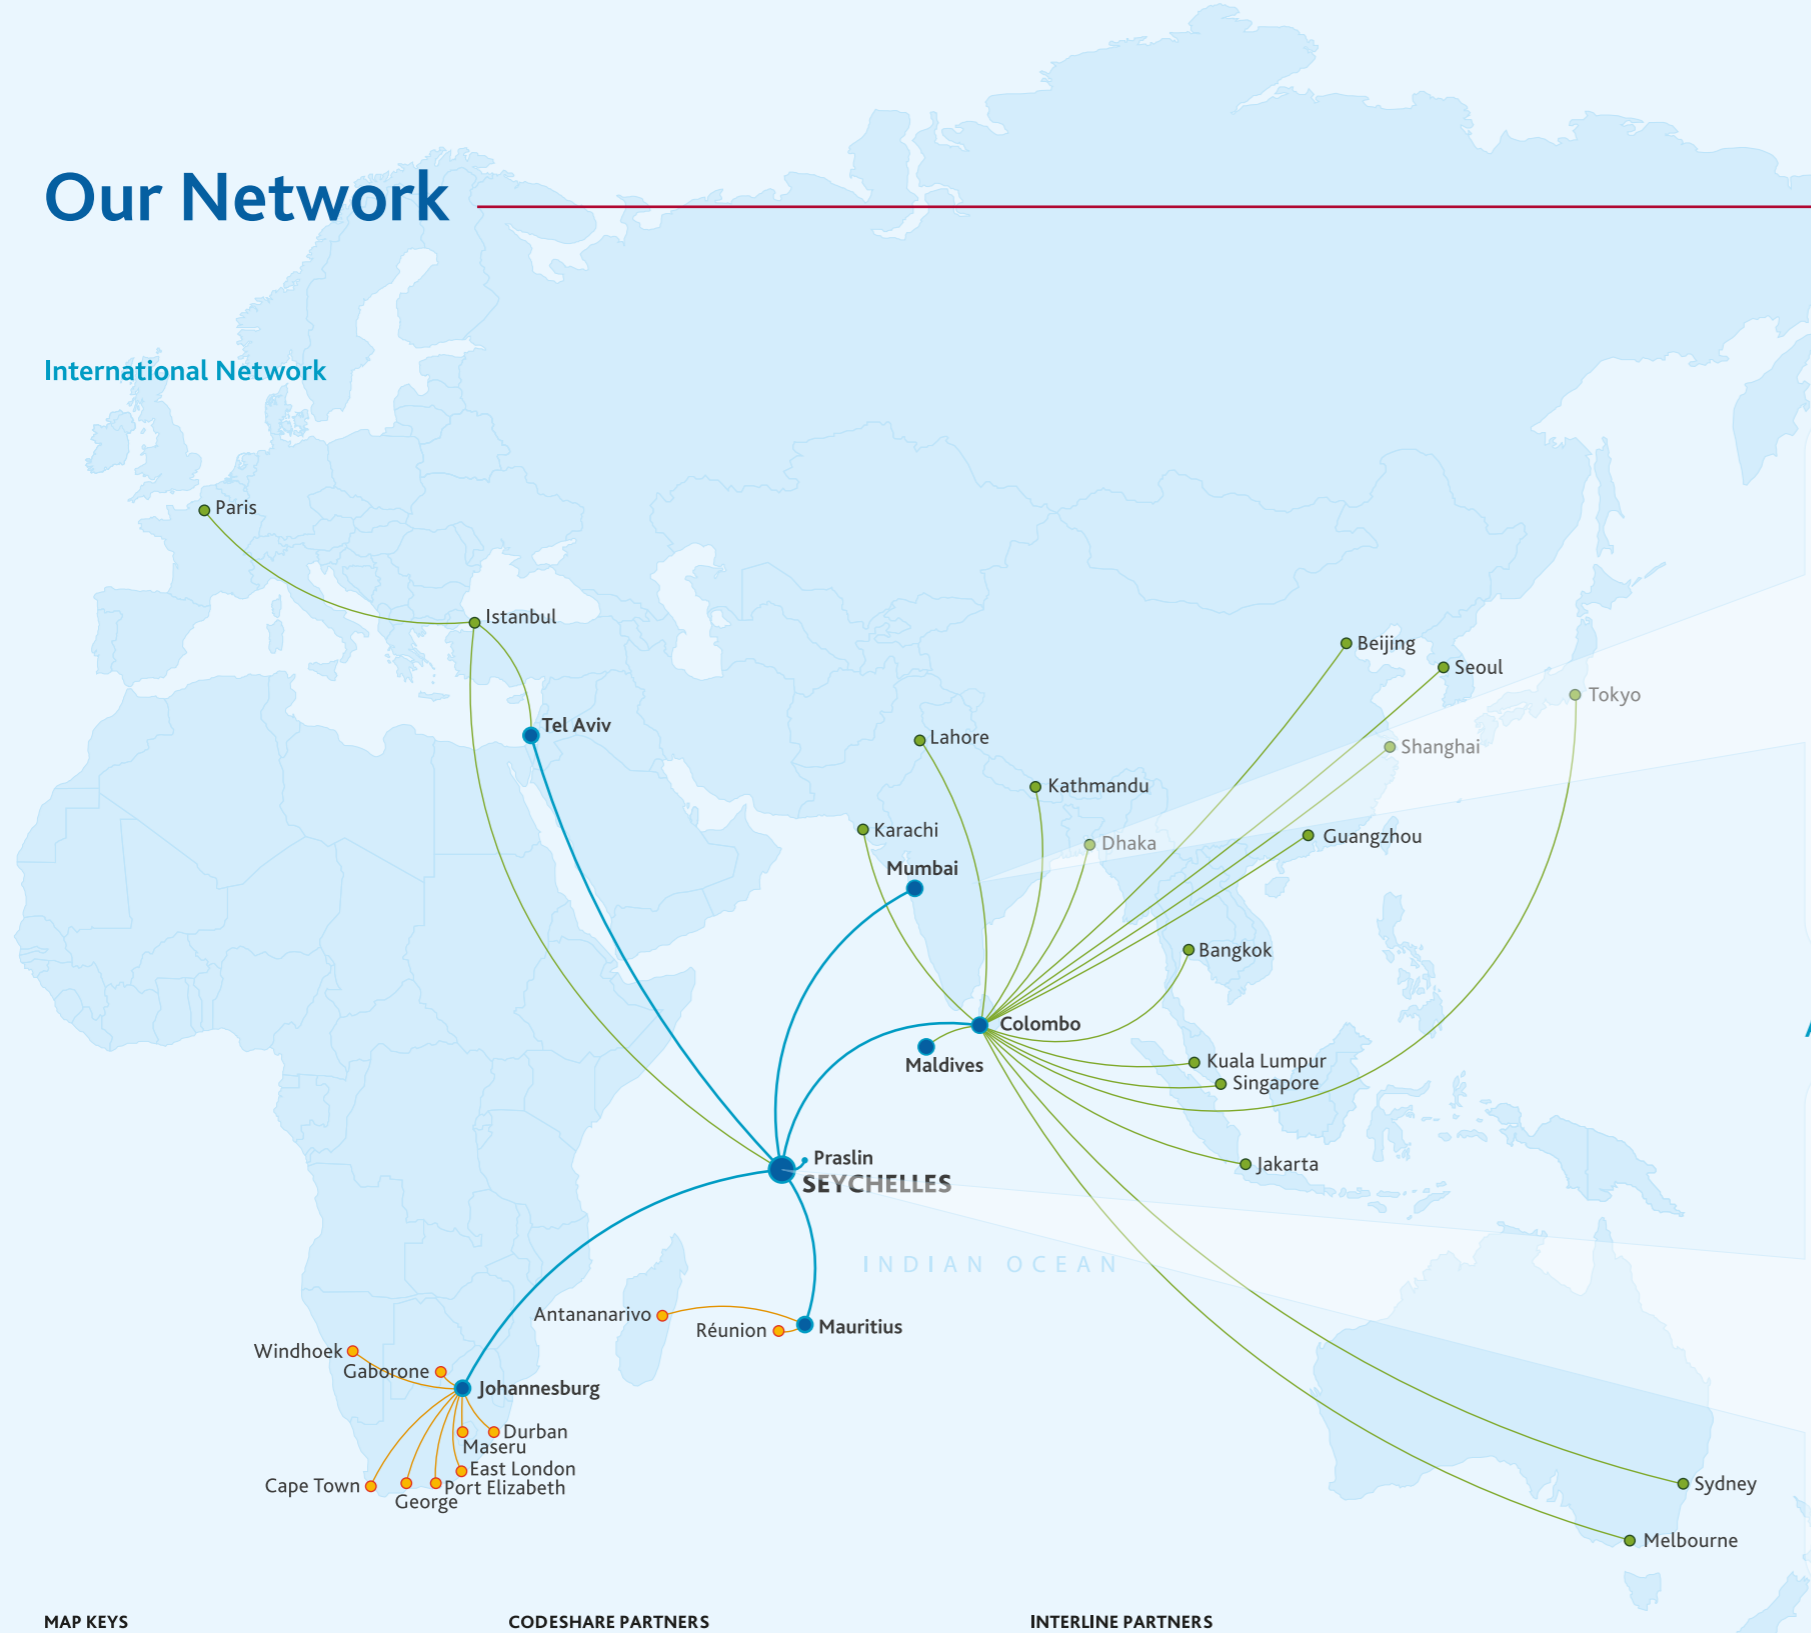 Our Network
International Network
Paris
Istanbul
Beijing
Seoul
Tokyo
Tel Aviv
Lahore
Shanghai
Kathmandu
Karachi
Guangzhou
Dhaka
Mumbai
Bangkok
Colombo
Maldives
Kuala Lumpur
Singapore
Praslin
Jakarta
SEYCHELLES
INDIAN OCEAN
Antananarivo
Réunion
Mauritius
Windhoek
Gaborone
Johannesburg
Durban
Maseru
East London
Cape Town
Port Elizabeth
George
Sydney
Melbourne
MAP KEYS
CODESHARE PARTNERS
INTERLINE PARTNERS